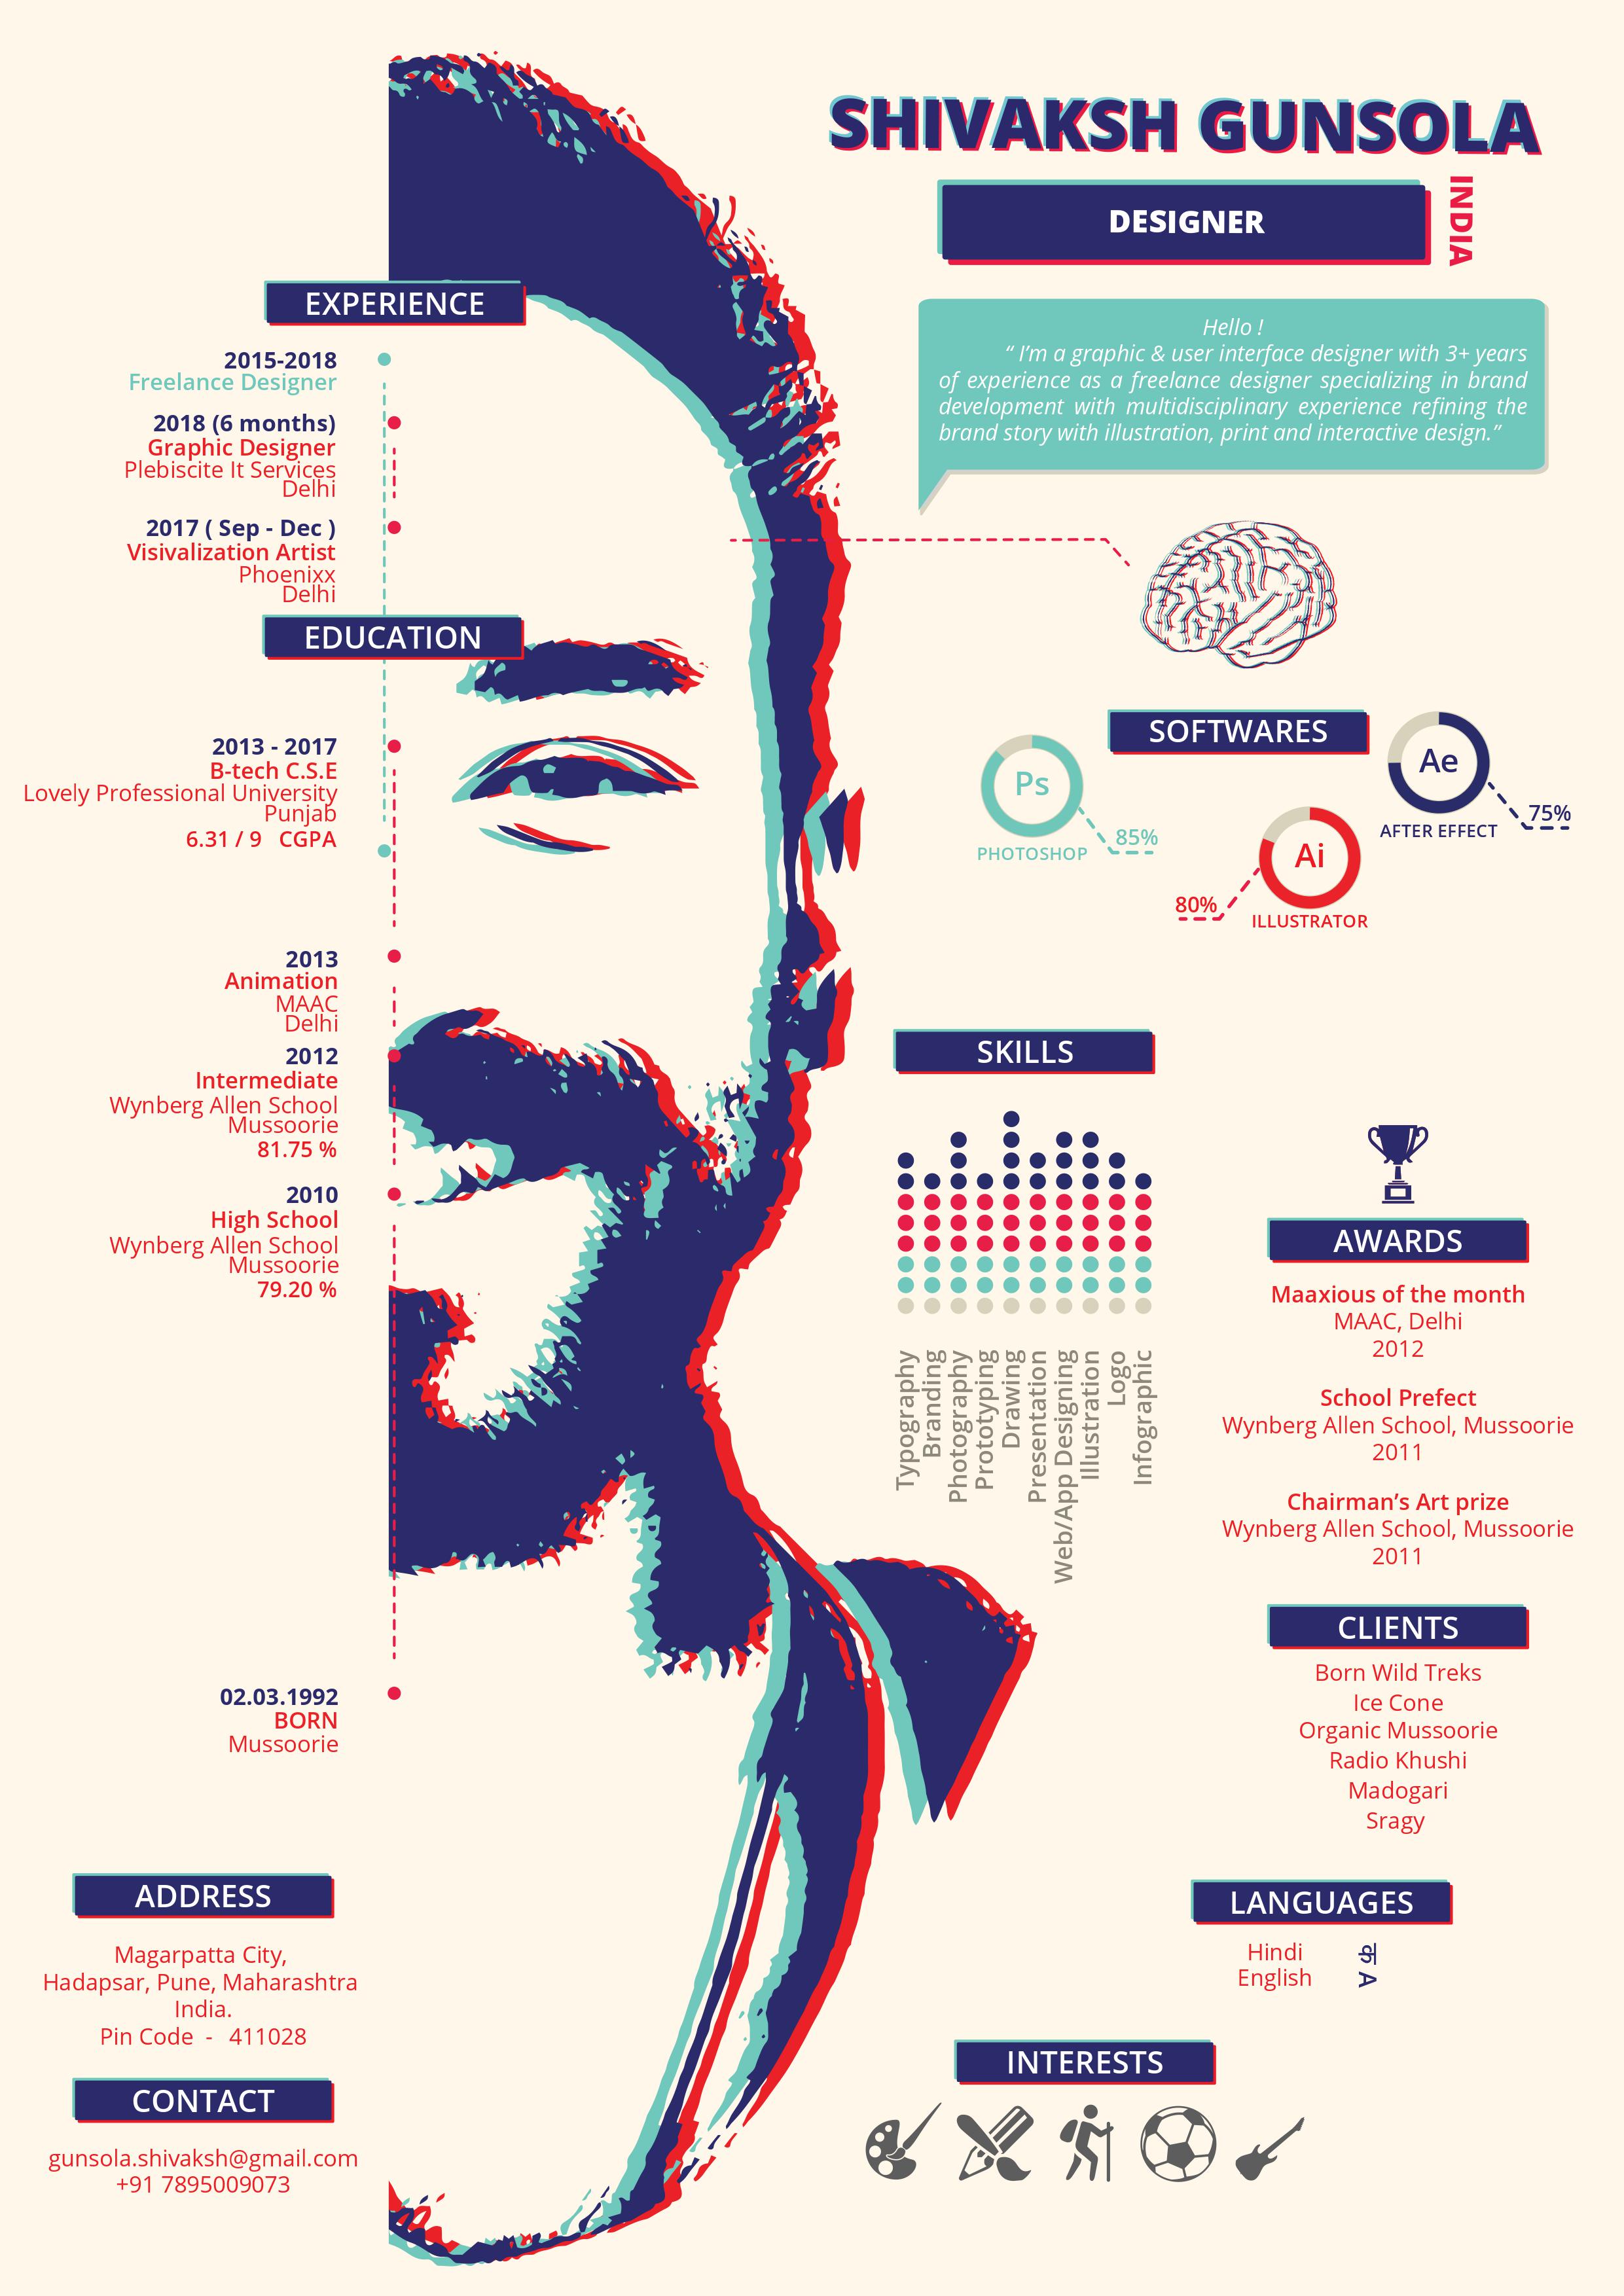 SHIVAKSH GUNSOLA
DESIGNER
INDIA
Hello !
“ I’m a graphic & user interface designer with 3+ years
of experience as a freelance designer specializing in brand
development with multidisciplinary experience refining the
brand story with illustration, print and interactive design.”
EXPERIENCE
2015-2018
Freelance Designer
2018 (6 months)
Graphic Designer
Plebiscite It Services
Delhi
2017 ( Sep - Dec )
Visivalization Artist
Phoenixx
Delhi
EDUCATION
2013 - 2017
B-tech C.S.E
Lovely Professional University
Punjab
6.31 / 9 CGPA
2013
Animation
MAAC
Delhi
2012
Intermediate
Wynberg Allen School
Mussoorie
81.75 %
2010
High School
Wynberg Allen School
Mussoorie
79.20 %
02.03.1992
BORN
Mussoorie
ADDRESS
Magarpatta City,
Hadapsar, Pune, Maharashtra
India.
Pin Code - 411028
CONTACT
gunsola.shivaksh@gmail.com
+91 7895009073
SOFTWARES
Ps
PHOTOSHOP
85%
Ae
AFTER EFFECT
75%
Ai
ILLUSTRATOR
80%
SKILLS
Typography
Branding
Photography
Prototyping
Drawing
Presentation
Web/App Designing
Illustration
Logo
Infographic
AWARDS
Maaxious of the month
MAAC, Delhi
2012
School Prefect
Wynberg Allen School, Mussoorie
2011
Chairman’s Art prize
Wynberg Allen School, Mussoorie
2011
CLIENTS
Born Wild Treks
Ice Cone
Organic Mussoorie
Radio Khushi
Madogari
Sragy
LANGUAGES
Hindi
English
क A
INTERESTS